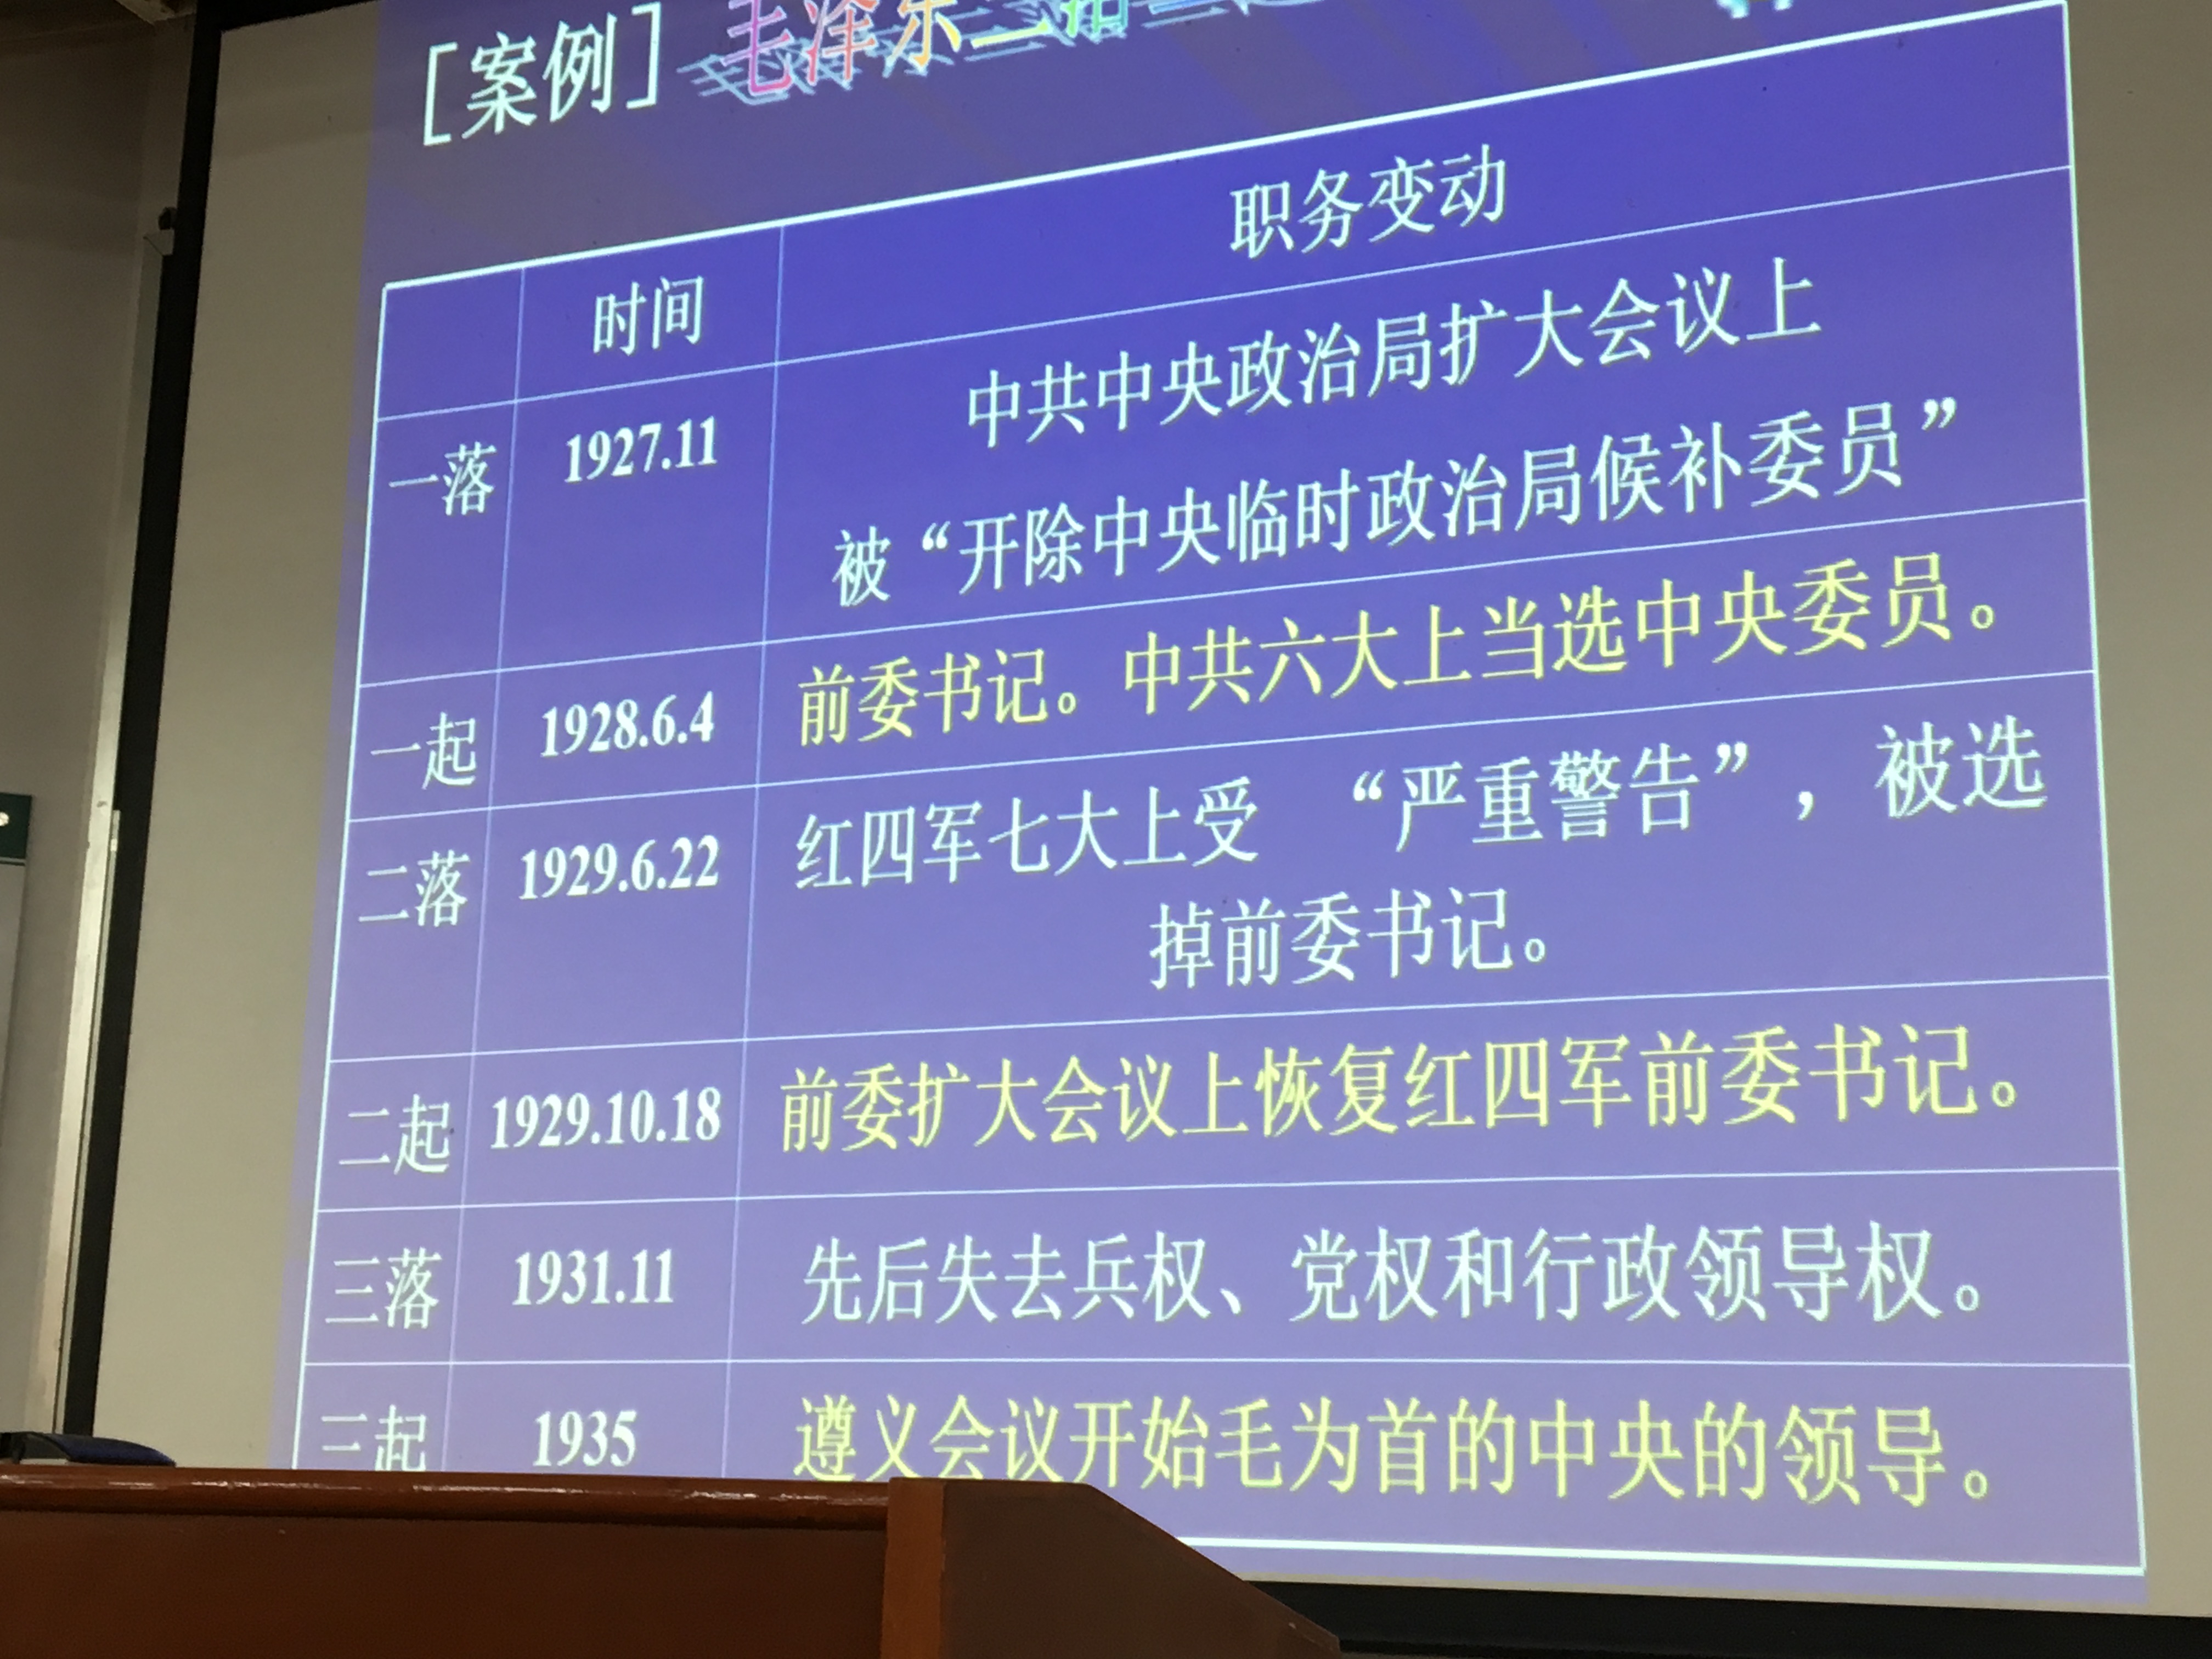 [案例] 毛泽东三落三起
时间 职务变动
一落 1927.11 中共中央政治局扩大会议上
被“开除中央临时政治局候补委员”
一起 1928.6.4 前委书记。中共六大上当选中央委员。
二落 1929.6.22 红四军七大上受 “严重警告”，被选
掉前委书记。
二起 1929.10.18 前委扩大会议上恢复红四军前委书记。
三落 1931.11 先后失去兵权、党权和行政领导权。
三起 1935 遵义会议开始毛为首的中央的领导。